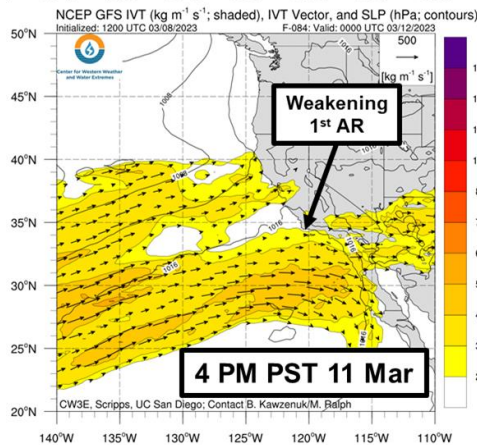 NCEP GFS IVT (kg m⁻¹ s⁻¹; shaded), IVT Vector, and SLP (hPa; contours)
Initialized: 1200 UTC 03/08/2023 F-084: Valid: 0000 UTC 03/12/2023
50°N
45°N
40°N
35°N
30°N
25°N
20°N
Center for Western Weather
and Water Extremes
500
[kg m⁻¹ s⁻¹]
1016
1008
Weakening
1st AR
1016
1016
1016
1016
4 PM PST 11 Mar
CW3E, Scripps, UC San Diego; Contact B. Kawzenuk/M. Ralph
140°W 135°W 130°W 125°W 120°W 115°W 110°W